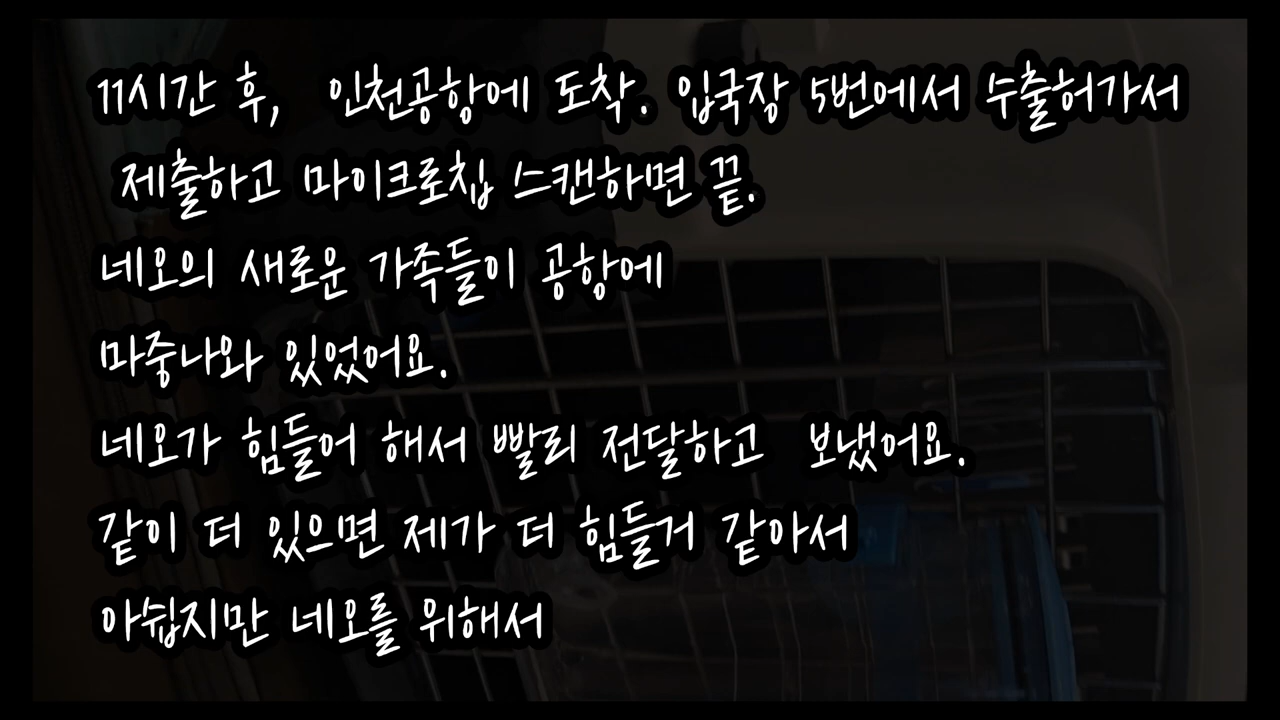 11시간 후, 인천공항에 도착. 입국장 5번에서 수출허가서
제출하고 마이크로칩 스캔하면 끝.
네오의 새로운 가족들이 공항에
마중나와 있었어요.
네오가 힘들어 해서 빨리 전달하고 보냈어요.
같이 더 있으면 제가 더 힘들거 같아서
아쉽지만 네오를 위해서